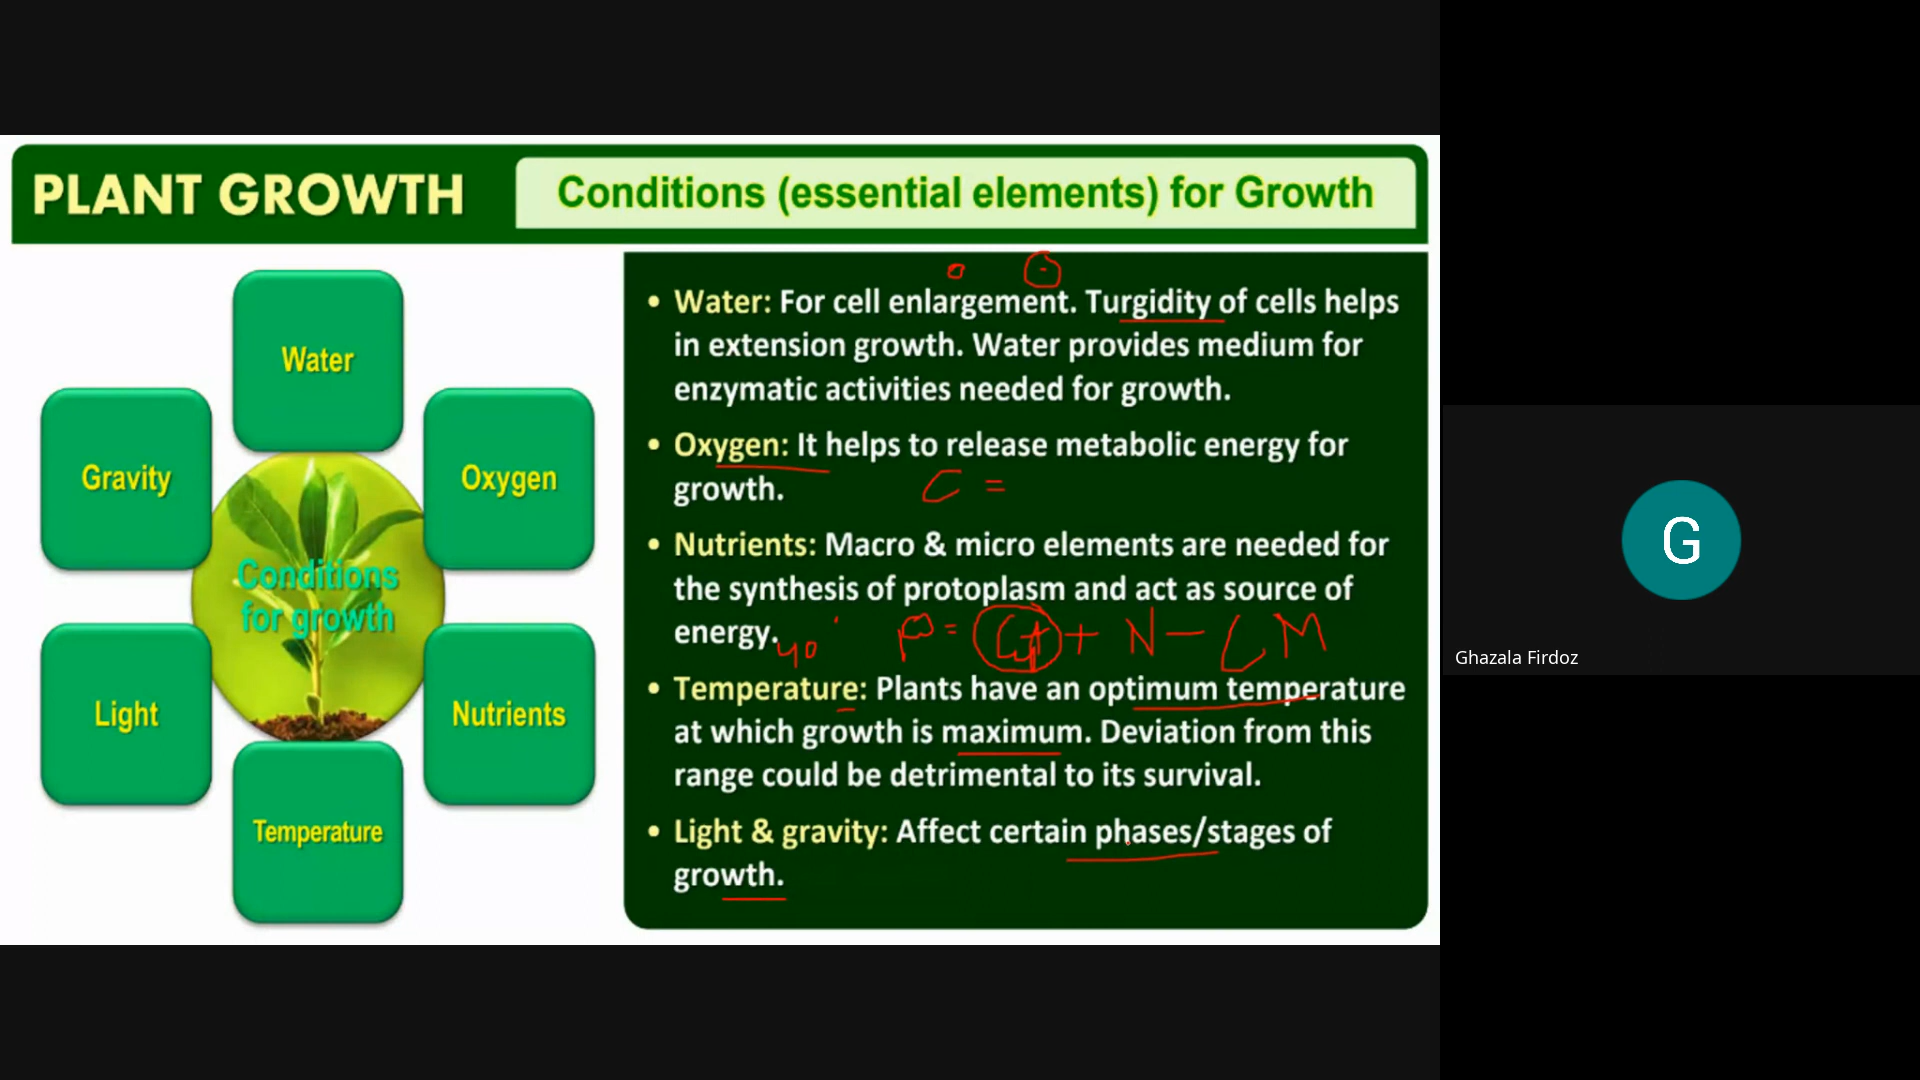 PLANT GROWTH
Conditions (essential elements) for Growth
Water
Gravity
Oxygen
Conditions
for growth
Light
Nutrients
Temperature
• Water: For cell enlargement. Turgidity of cells helps
in extension growth. Water provides medium for
enzymatic activities needed for growth.
• Oxygen: It helps to release metabolic energy for
growth.
C =
• Nutrients: Macro & micro elements are needed for
the synthesis of protoplasm and act as source of
energy.
40
+ N - L M
• Temperature: Plants have an optimum temperature
at which growth is maximum. Deviation from this
range could be detrimental to its survival.
• Light & gravity: Affect certain phases/stages of
growth.
G
Ghazala Firdoz